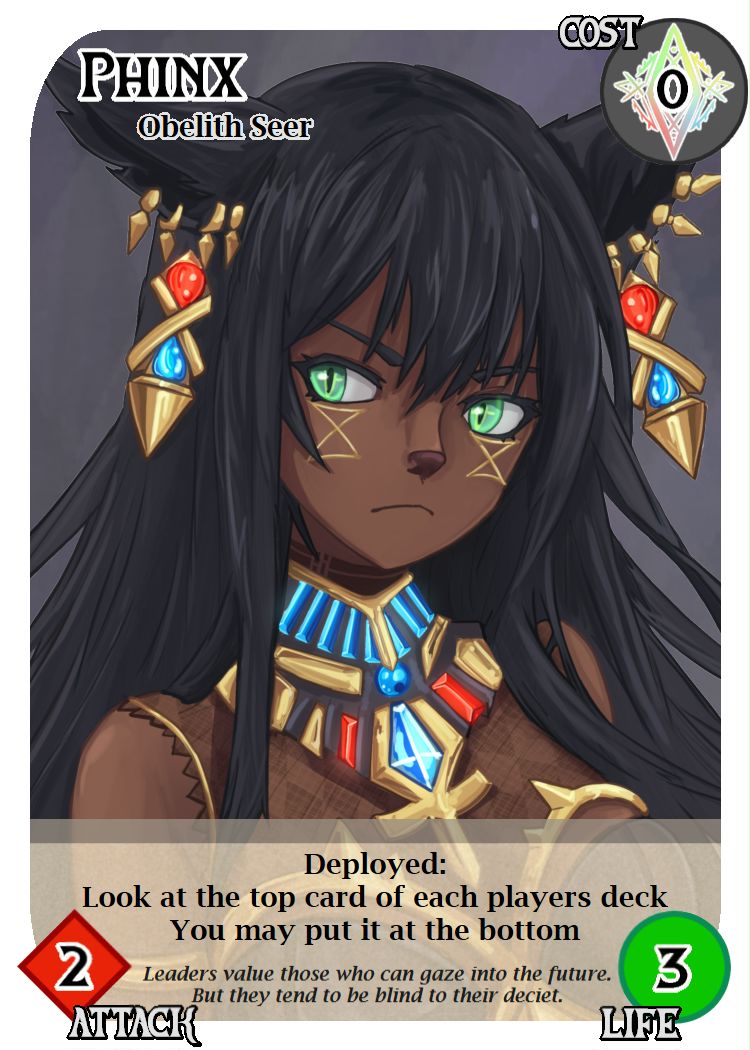 PHINX
COST
0
Obelith Seer
Deployed:
Look at the top card of each players deck
You may put it at the bottom
2
3
Leaders value those who can gaze into the future.
But they tend to be blind to their deciet.
ATTACK
LIFE